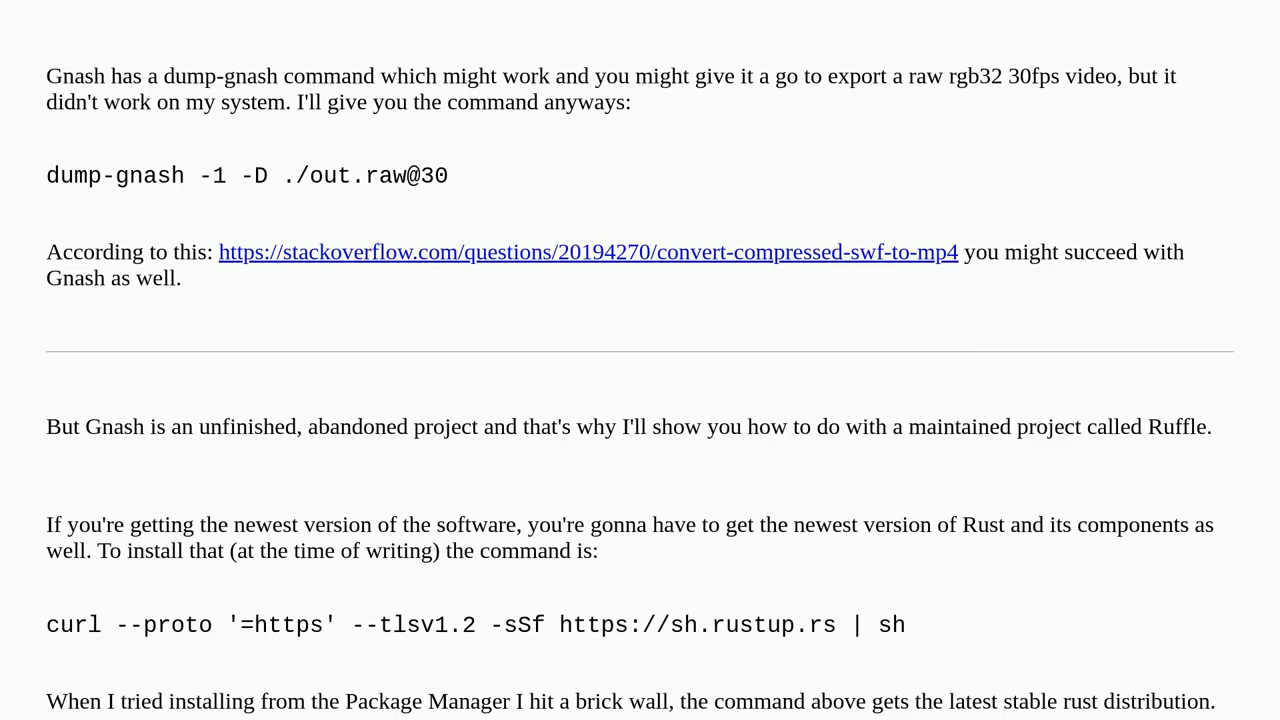 Gnash has a dump-gnash command which might work and you might give it a go to export a raw rgb32 30fps video, but it
didn't work on my system. I'll give you the command anyways:
dump-gnash -1 -D ./out.raw@30
According to this: https://stackoverflow.com/questions/20194270/convert-compressed-swf-to-mp4 you might succeed with
Gnash as well.
But Gnash is an unfinished, abandoned project and that's why I'll show you how to do with a maintained project called Ruffle.
If you're getting the newest version of the software, you're gonna have to get the newest version of Rust and its components as
well. To install that (at the time of writing) the command is:
curl --proto '=https' --tlsv1.2 -sSf https://sh.rustup.rs | sh
When I tried installing from the Package Manager I hit a brick wall, the command above gets the latest stable rust distribution.